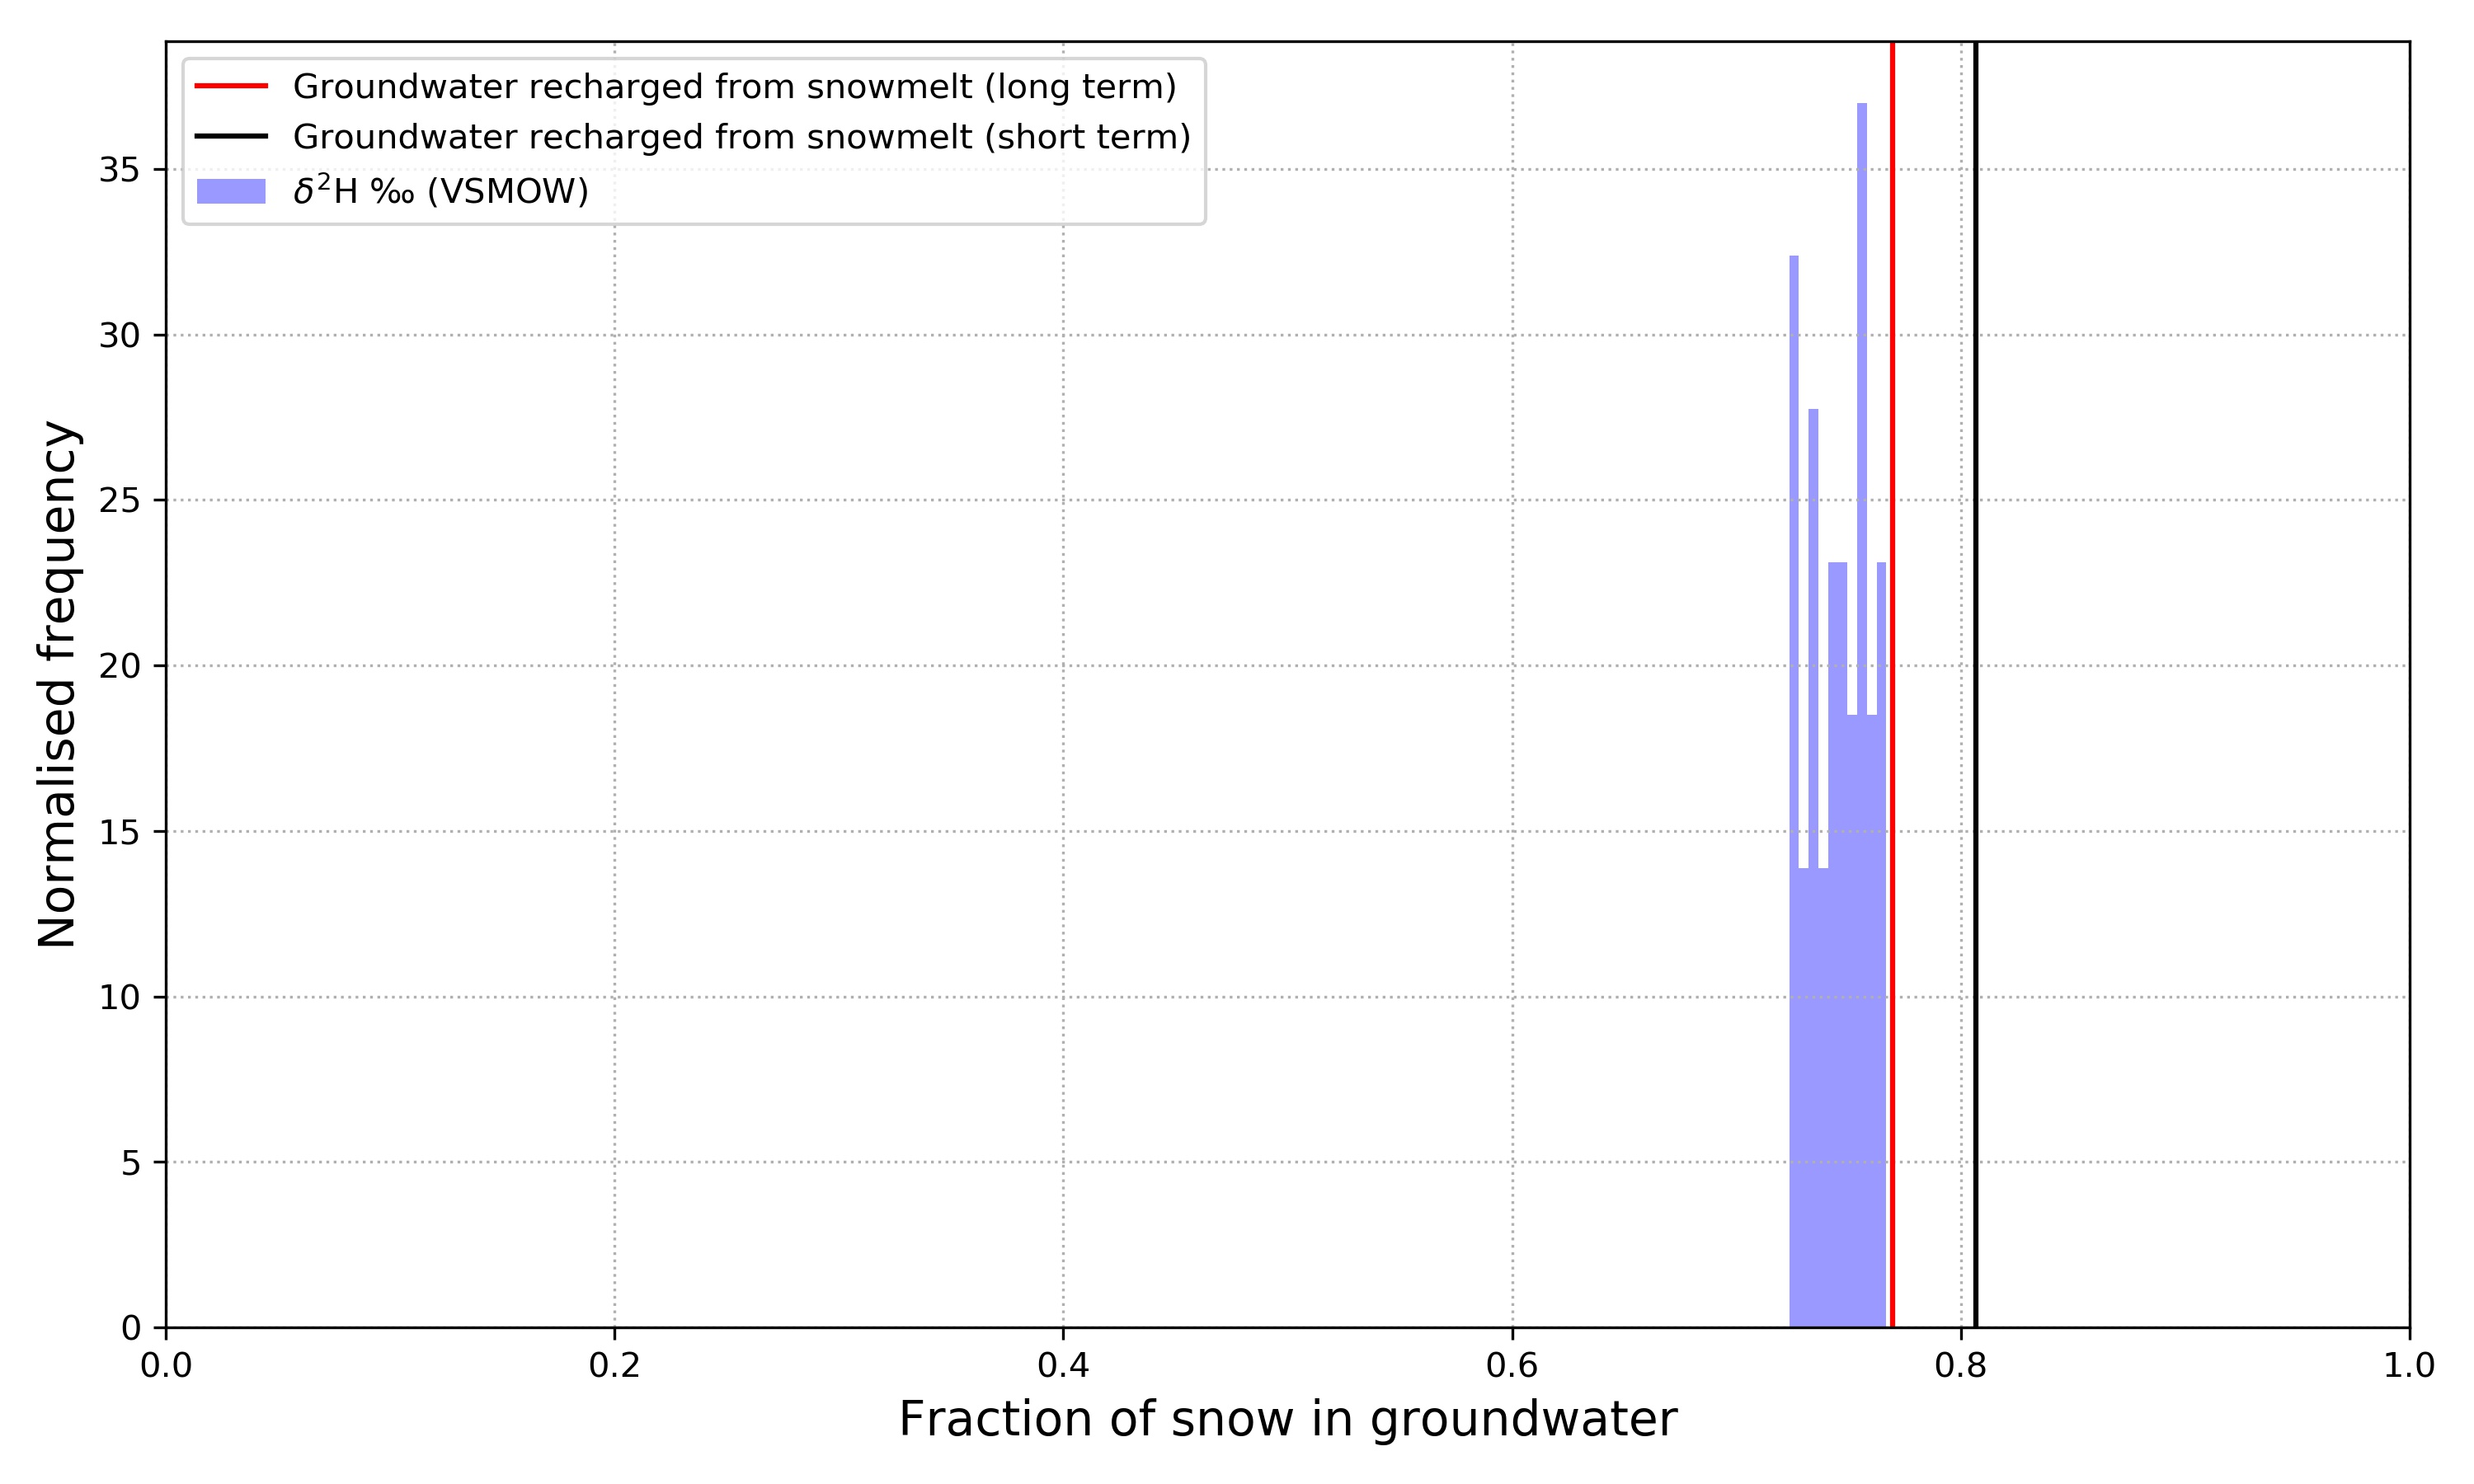 Groundwater recharged from snowmelt (long term)
Groundwater recharged from snowmelt (short term)
δ²H ‰ (VSMOW)
Normalised frequency
35
30
25
20
15
10
5
0
0.0 0.2 0.4 0.6 0.8 1.0
Fraction of snow in groundwater